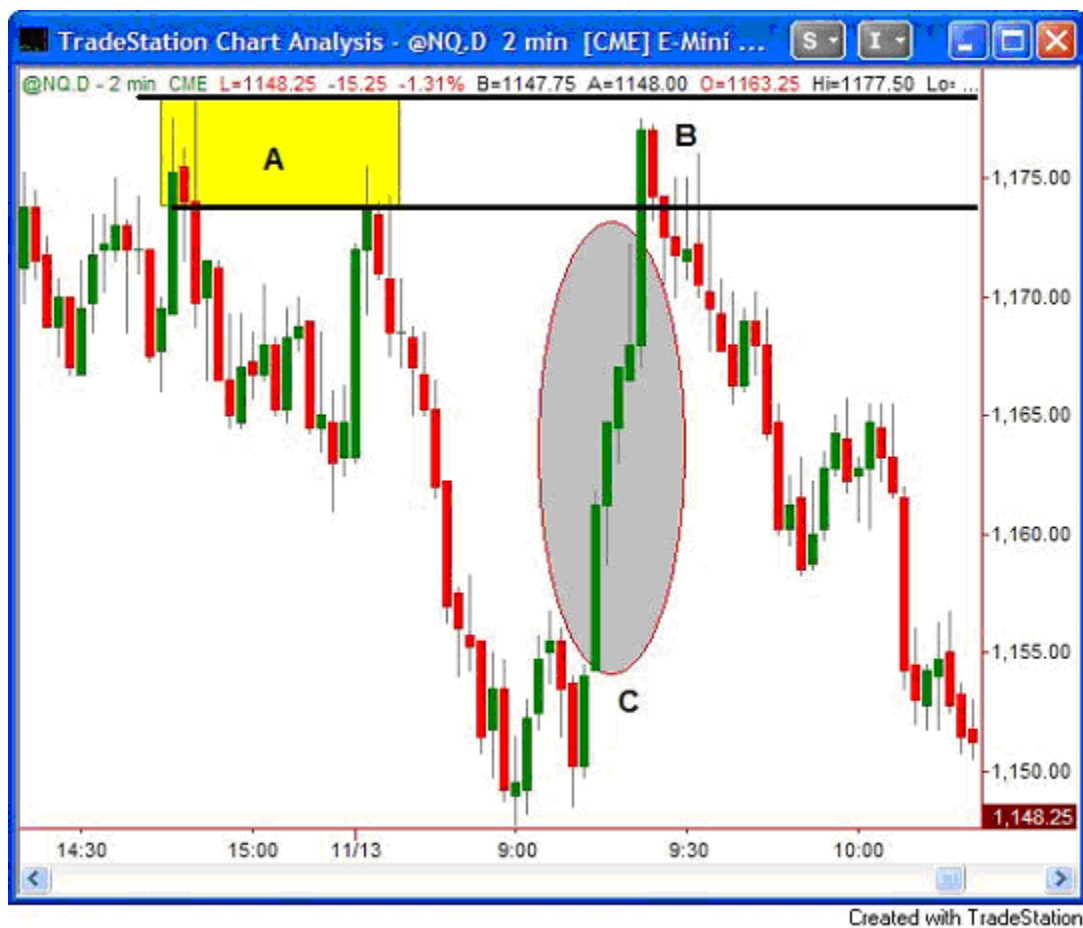 TradeStation Chart Analysis - @NQ.D 2 min [CME] E-Mini ...
S
I
@NQ.D - 2 min CME L=1148.25 -15.25 -1.31% B=1147.75 A=1148.00 O=1163.25 Hi=1177.50 Lo= ...
A
B
1,175.00
1,170.00
1,165.00
1,160.00
1,155.00
C
1,150.00
1,148.25
14:30 15:00 11/13 9:00 9:30 10:00
Created with TradeStation